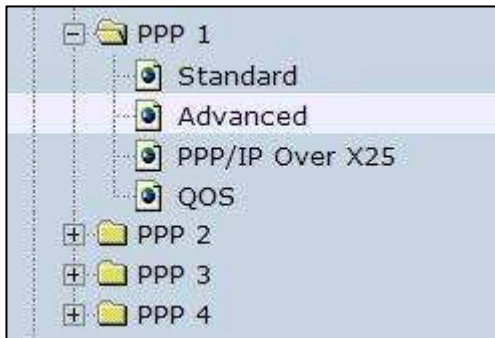 PPP 1
Standard
Advanced
PPP/IP Over X25
QOS
PPP 2
PPP 3
PPP 4